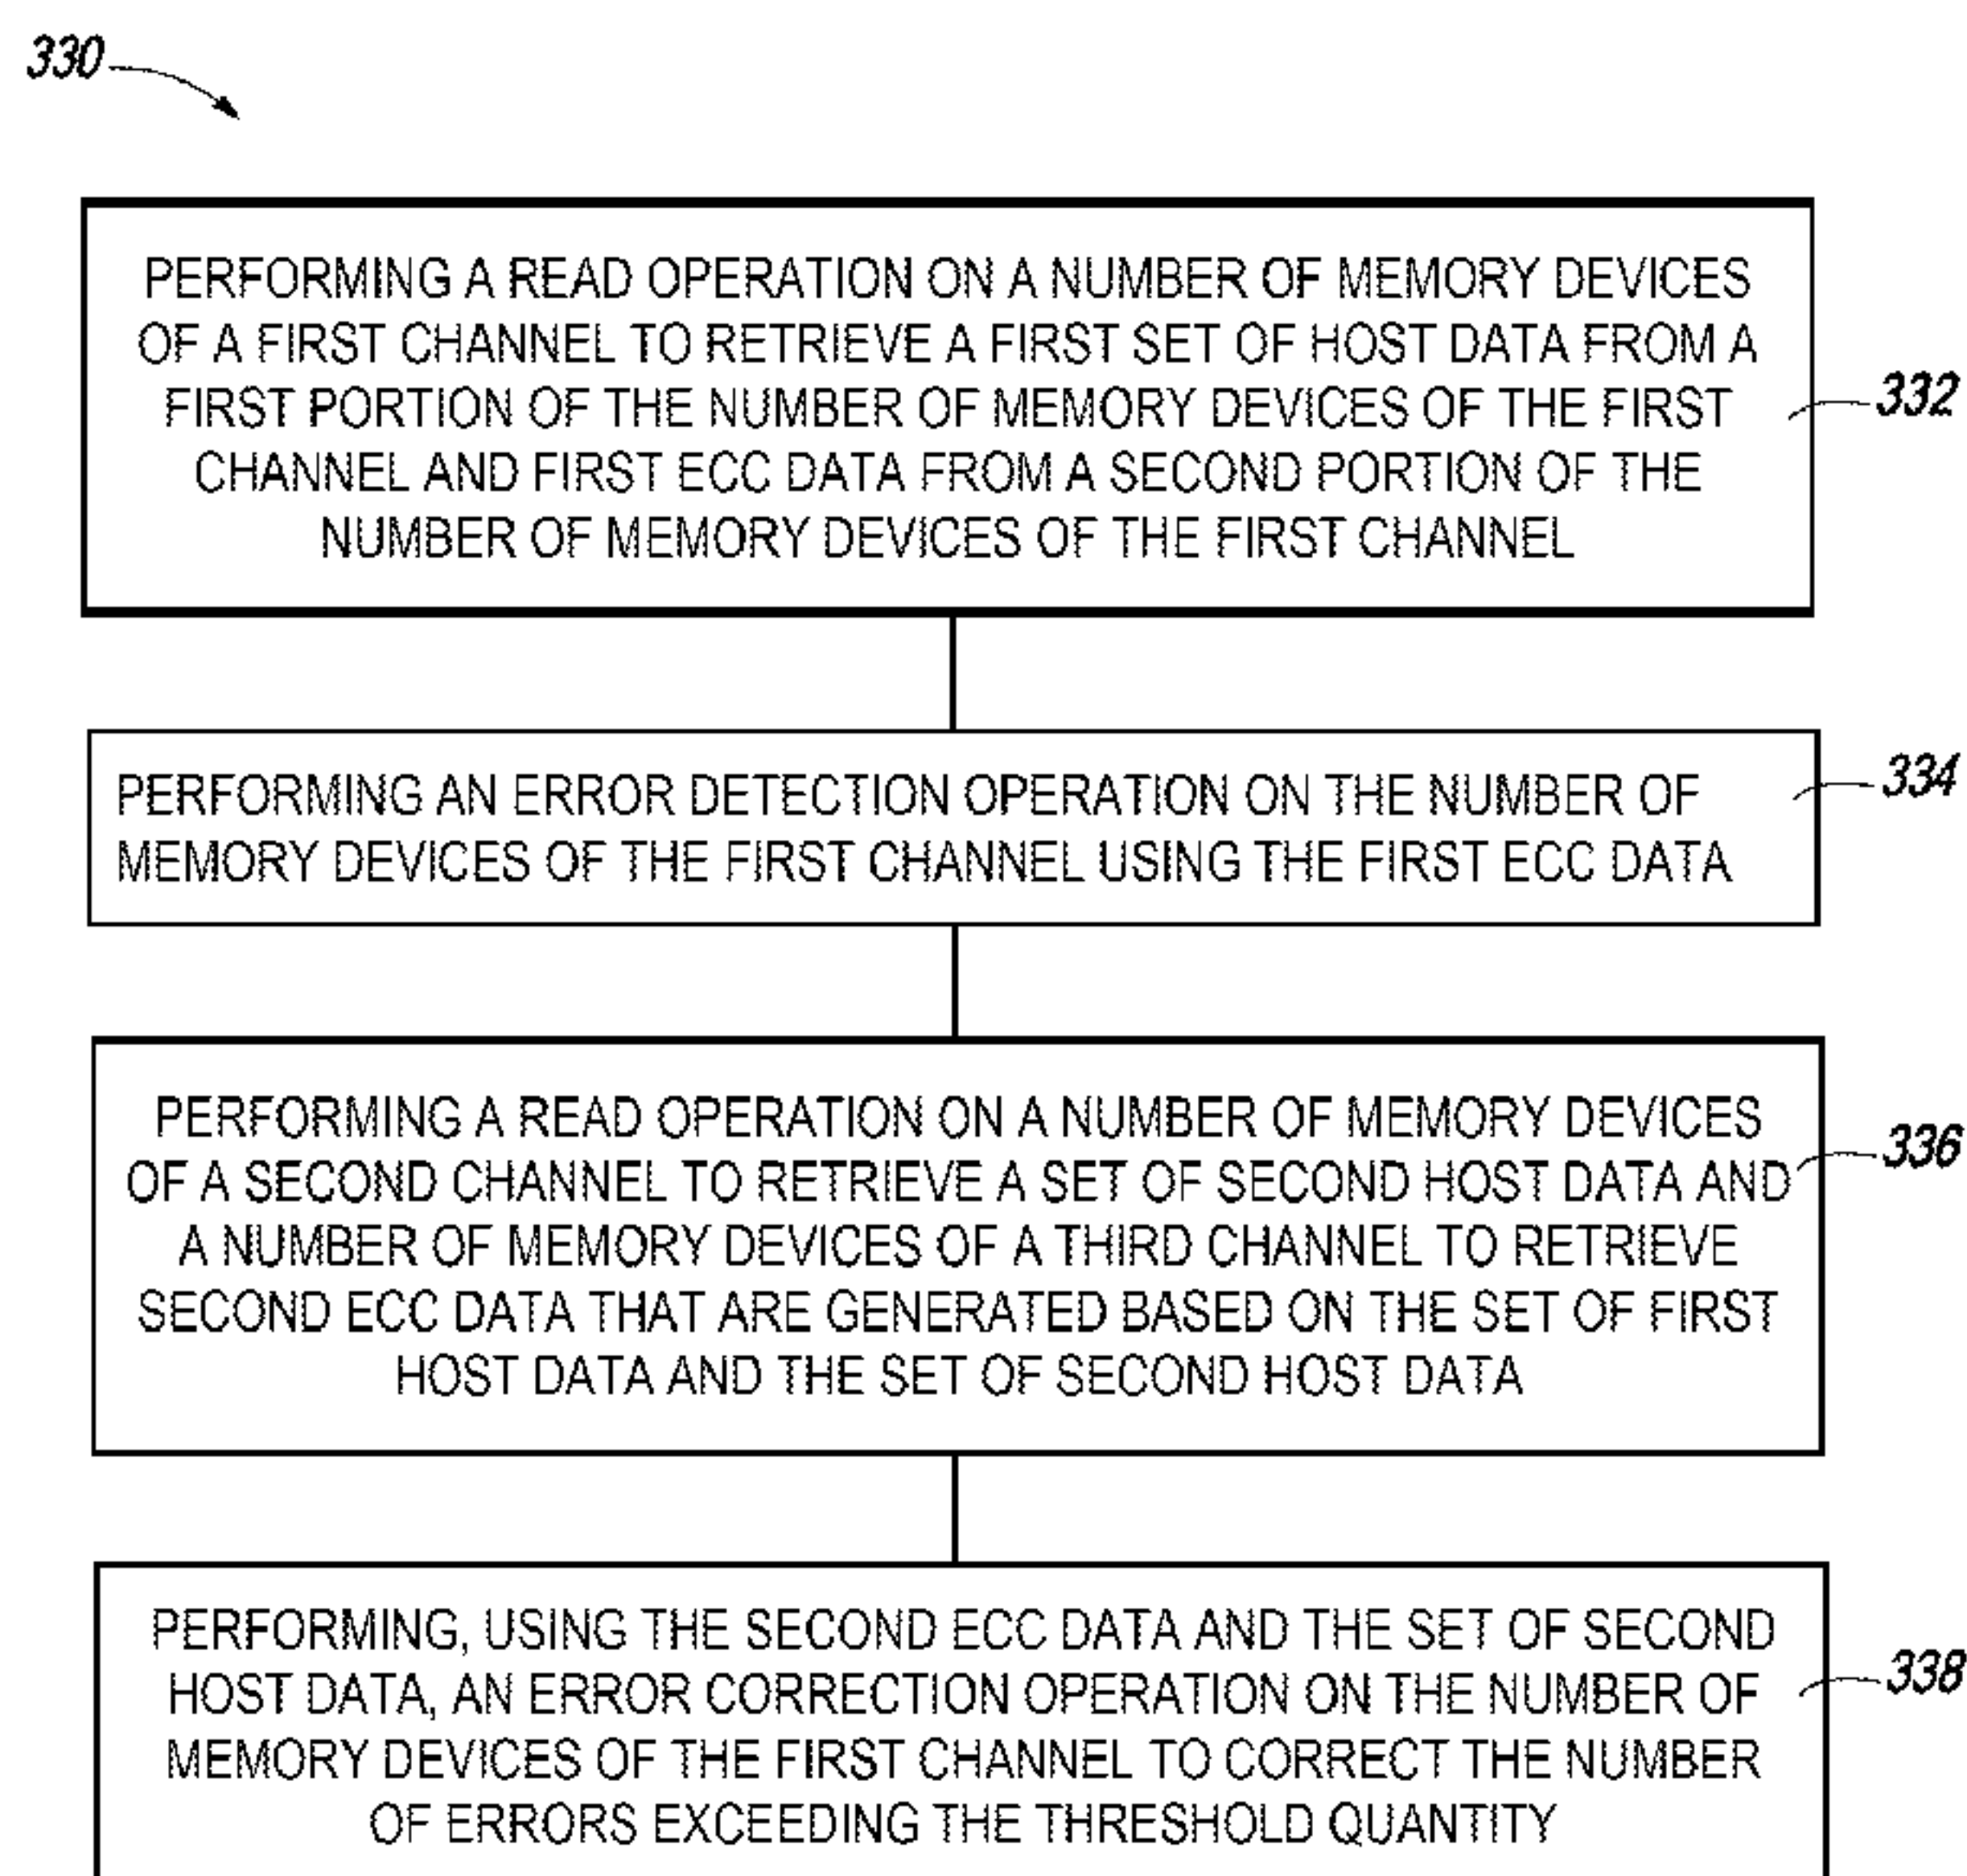 330
PERFORMING A READ OPERATION ON A NUMBER OF MEMORY DEVICES
OF A FIRST CHANNEL TO RETRIEVE A FIRST SET OF HOST DATA FROM A
FIRST PORTION OF THE NUMBER OF MEMORY DEVICES OF THE FIRST
CHANNEL AND FIRST ECC DATA FROM A SECOND PORTION OF THE
NUMBER OF MEMORY DEVICES OF THE FIRST CHANNEL
332
PERFORMING AN ERROR DETECTION OPERATION ON THE NUMBER OF
MEMORY DEVICES OF THE FIRST CHANNEL USING THE FIRST ECC DATA
334
PERFORMING A READ OPERATION ON A NUMBER OF MEMORY DEVICES
OF A SECOND CHANNEL TO RETRIEVE A SET OF SECOND HOST DATA AND
A NUMBER OF MEMORY DEVICES OF A THIRD CHANNEL TO RETRIEVE
SECOND ECC DATA THAT ARE GENERATED BASED ON THE SET OF FIRST
HOST DATA AND THE SET OF SECOND HOST DATA
336
PERFORMING, USING THE SECOND ECC DATA AND THE SET OF SECOND
HOST DATA, AN ERROR CORRECTION OPERATION ON THE NUMBER OF
MEMORY DEVICES OF THE FIRST CHANNEL TO CORRECT THE NUMBER
OF ERRORS EXCEEDING THE THRESHOLD QUANTITY
338